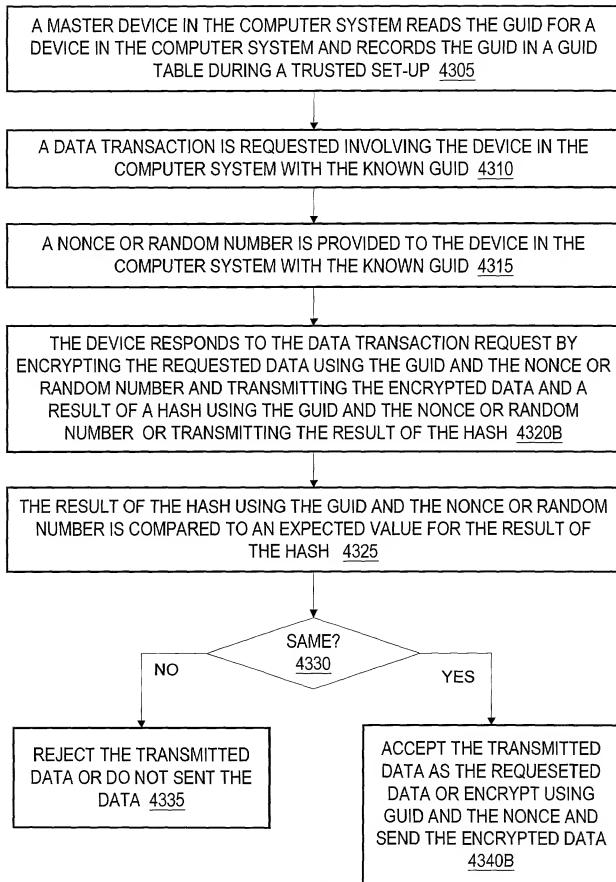 A MASTER DEVICE IN THE COMPUTER SYSTEM READS THE GUID FOR A
DEVICE IN THE COMPUTER SYSTEM AND RECORDS THE GUID IN A GUID
TABLE DURING A TRUSTED SET-UP 4305
A DATA TRANSACTION IS REQUESTED INVOLVING THE DEVICE IN THE
COMPUTER SYSTEM WITH THE KNOWN GUID 4310
A NONCE OR RANDOM NUMBER IS PROVIDED TO THE DEVICE IN THE
COMPUTER SYSTEM WITH THE KNOWN GUID 4315
THE DEVICE RESPONDS TO THE DATA TRANSACTION REQUEST BY
ENCRYPTING THE REQUESTED DATA USING THE GUID AND THE NONCE OR
RANDOM NUMBER AND TRANSMITTING THE ENCRYPTED DATA AND A
RESULT OF A HASH USING THE GUID AND THE NONCE OR RANDOM
NUMBER OR TRANSMITTING THE RESULT OF THE HASH 4320B
THE RESULT OF THE HASH USING THE GUID AND THE NONCE OR RANDOM
NUMBER IS COMPARED TO AN EXPECTED VALUE FOR THE RESULT OF
THE HASH 4325
SAME?
4330
NO
YES
REJECT THE TRANSMITTED
DATA OR DO NOT SENT THE
DATA 4335
ACCEPT THE TRANSMITTED
DATA AS THE REQUESETED
DATA OR ENCRYPT USING
GUID AND THE NONCE AND
SEND THE ENCRYPTED DATA
4340B